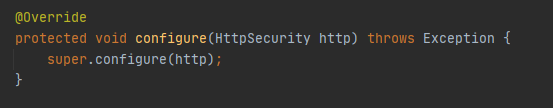 @Override
protected void configure(HttpSecurity http) throws Exception {
    super.configure(http);
}